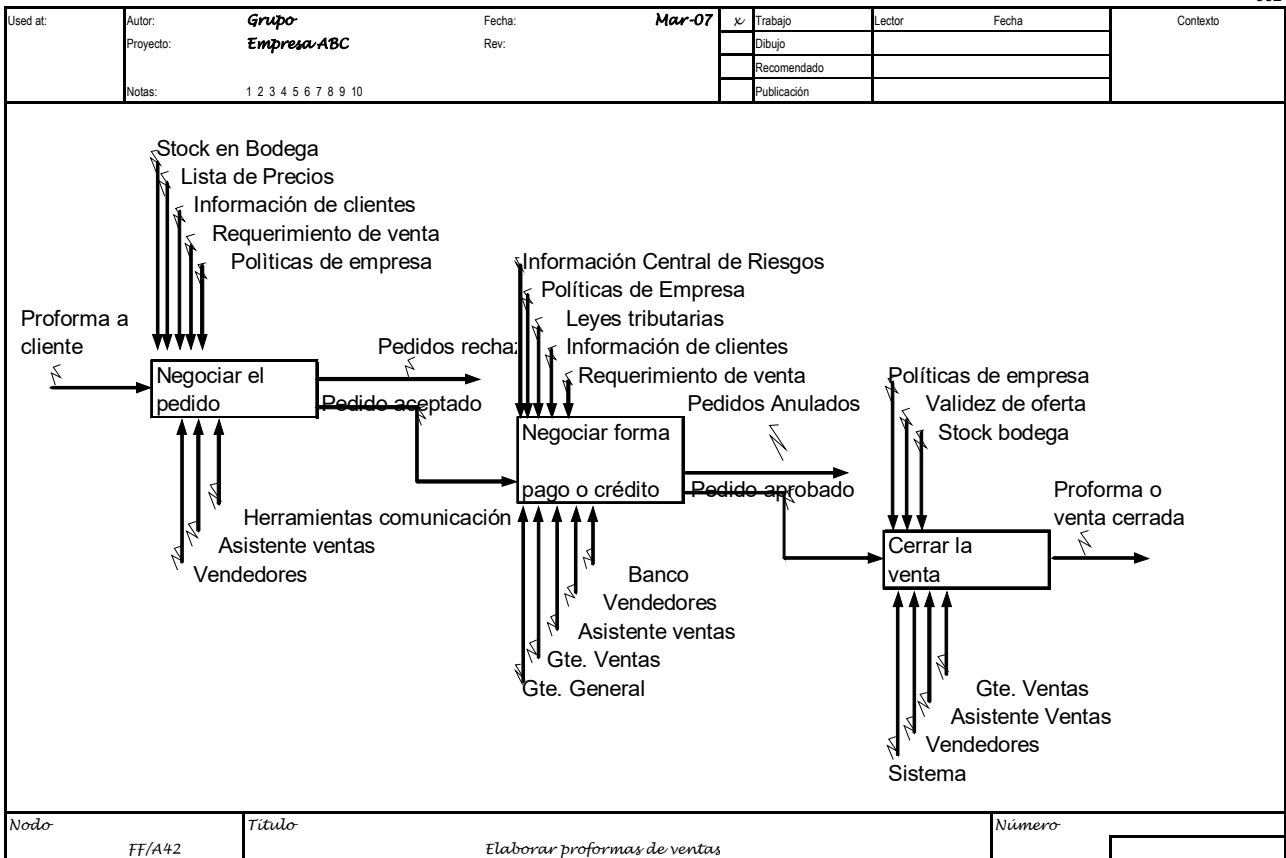 Used at:
Autor: Grupo Fecha: Mar-07
Proyecto: Empresa ABC Rev:
Notas: 1 2 3 4 5 6 7 8 9 10
x Trabajo
Dibujo
Recomendado
Publicación
Lector Fecha
Contexto
Stock en Bodega
Lista de Precios
Información de clientes
Requerimiento de venta
Polìticas de empresa
Proforma a
cliente
Negociar el
pedido
Pedidos rechaz
Pedido aceptado
Herramientas comunicación
Asistente ventas
Vendedores
Información Central de Riesgos
Políticas de Empresa
Leyes tributarias
Información de clientes
Requerimiento de venta
Pedidos Anulados
Negociar forma
pago o crédito
Pedido aprobado
Banco
Vendedores
Asistente ventas
Gte. Ventas
Gte. General
Políticas de empresa
Validez de oferta
Stock bodega
Cerrar la
venta
Proforma o
venta cerrada
Gte. Ventas
Asistente Ventas
Vendedores
Sistema
Nodo
FF/A42
Título
Elaborar proformas de ventas
Número